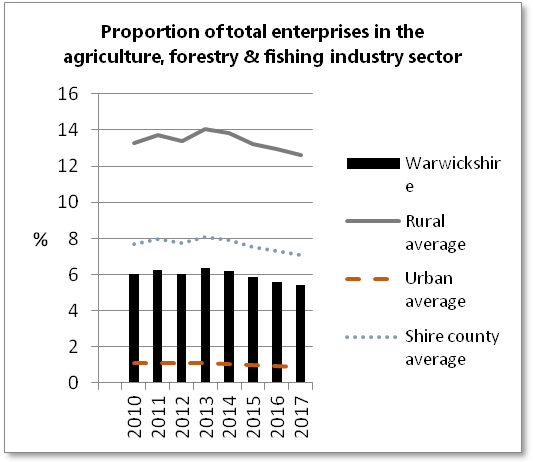 Proportion of total enterprises in the
agriculture, forestry & fishing industry sector
16
14
12
10
8
6
4
2
0
%
2010
2011
2012
2013
2014
2015
2016
2017
Warwickshir
e
Rural
average
Urban
average
Shire county
average